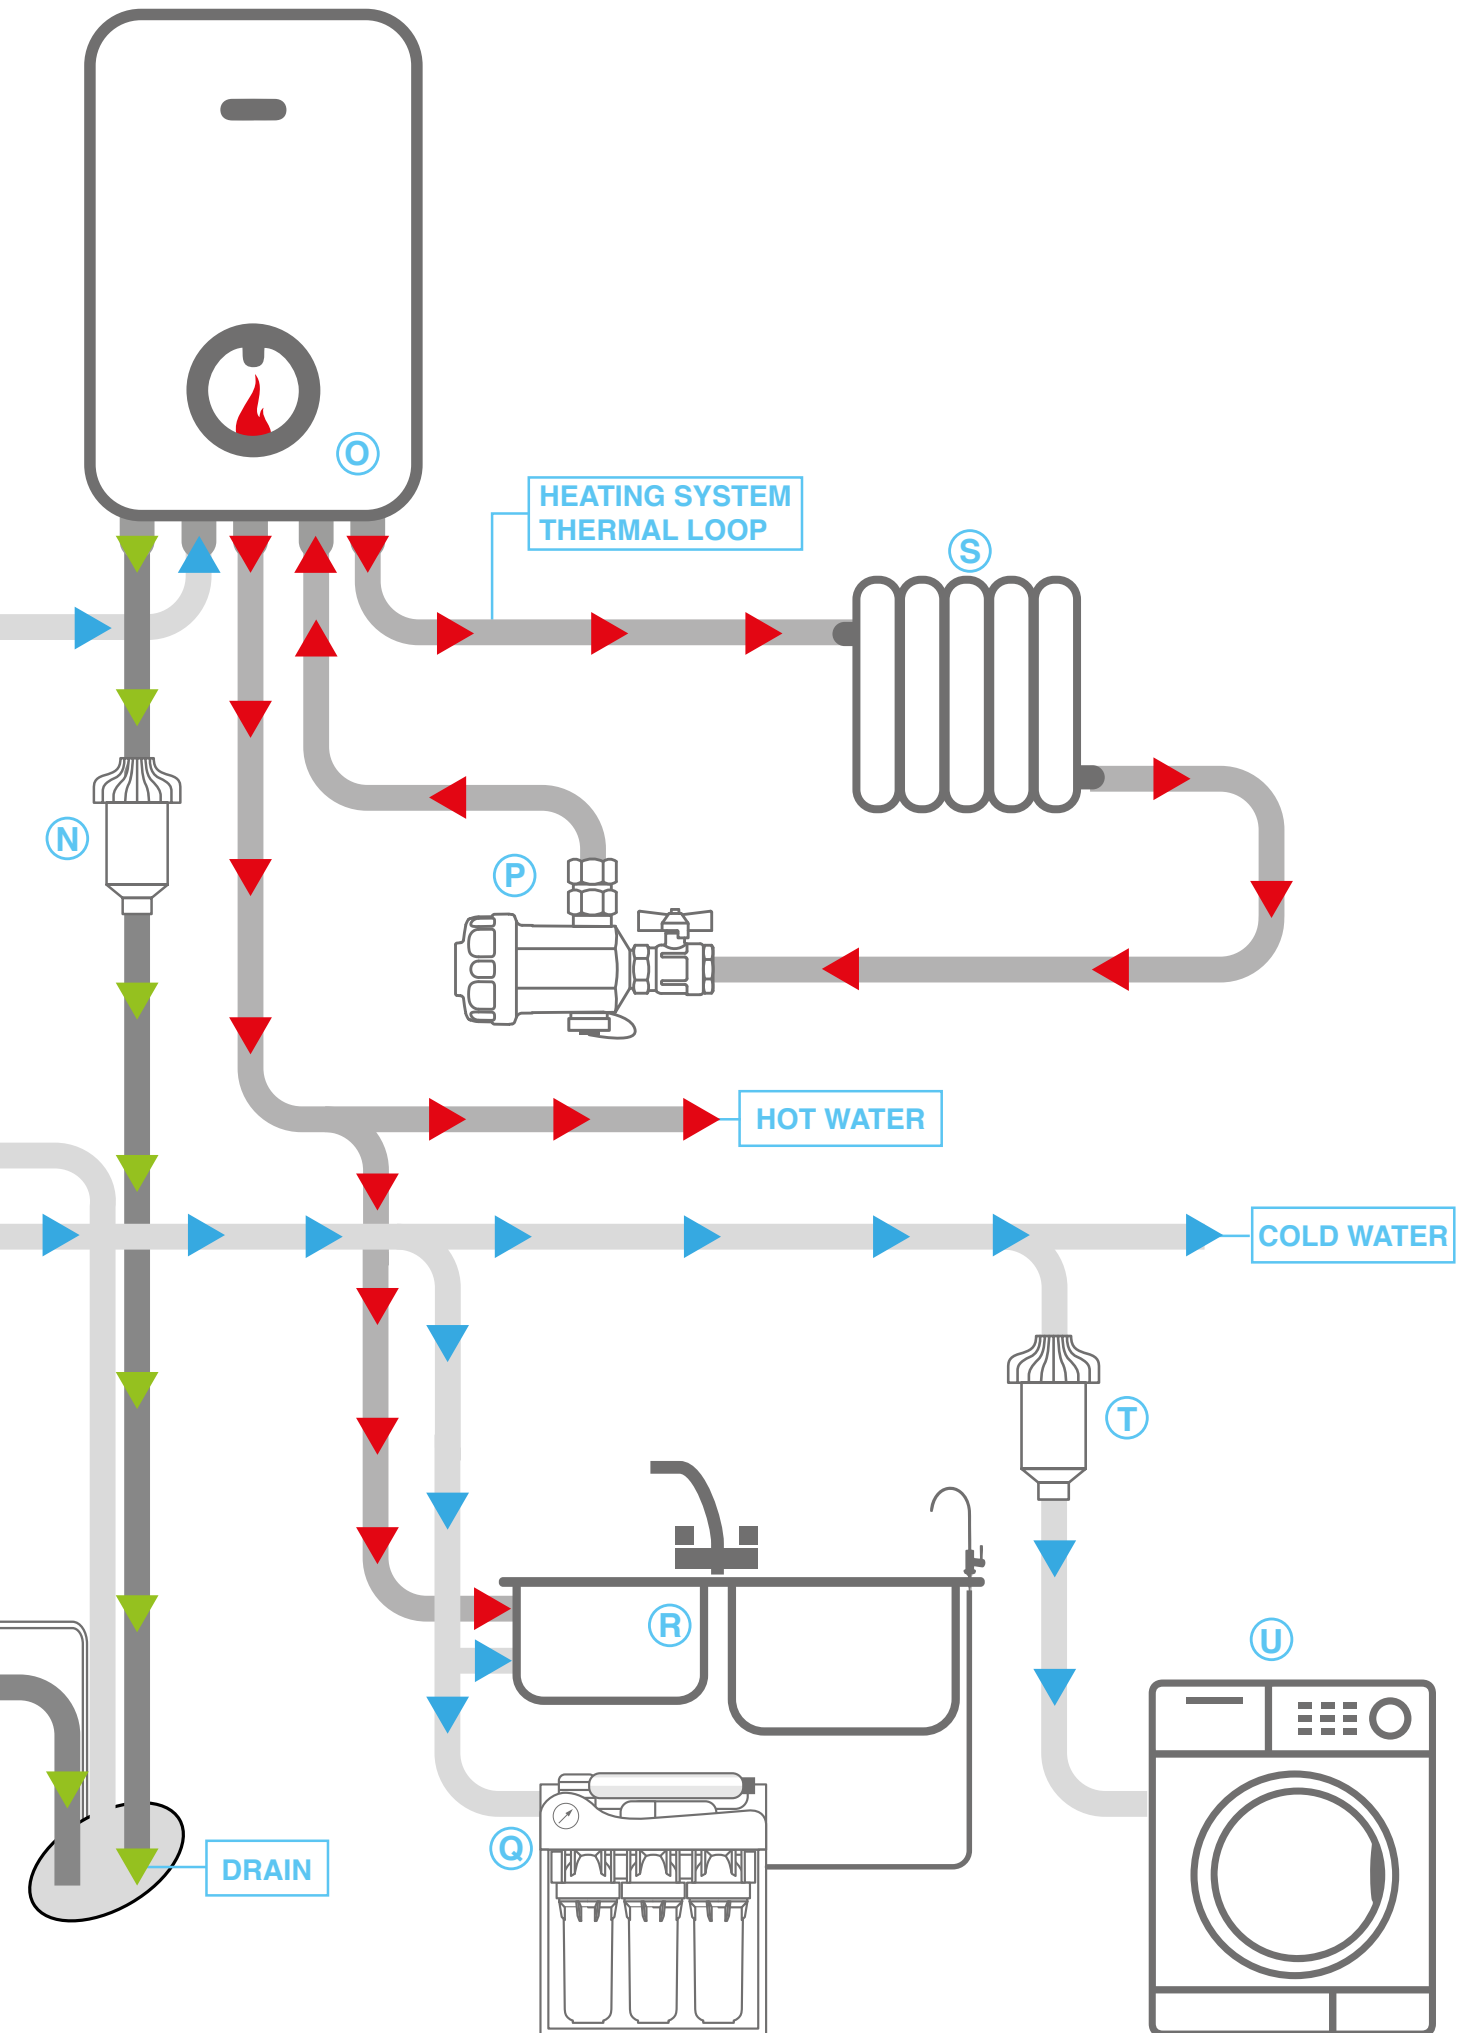 O
HEATING SYSTEM
THERMAL LOOP
S
N
P
HOT WATER
COLD WATER
T
R
U
Q
DRAIN